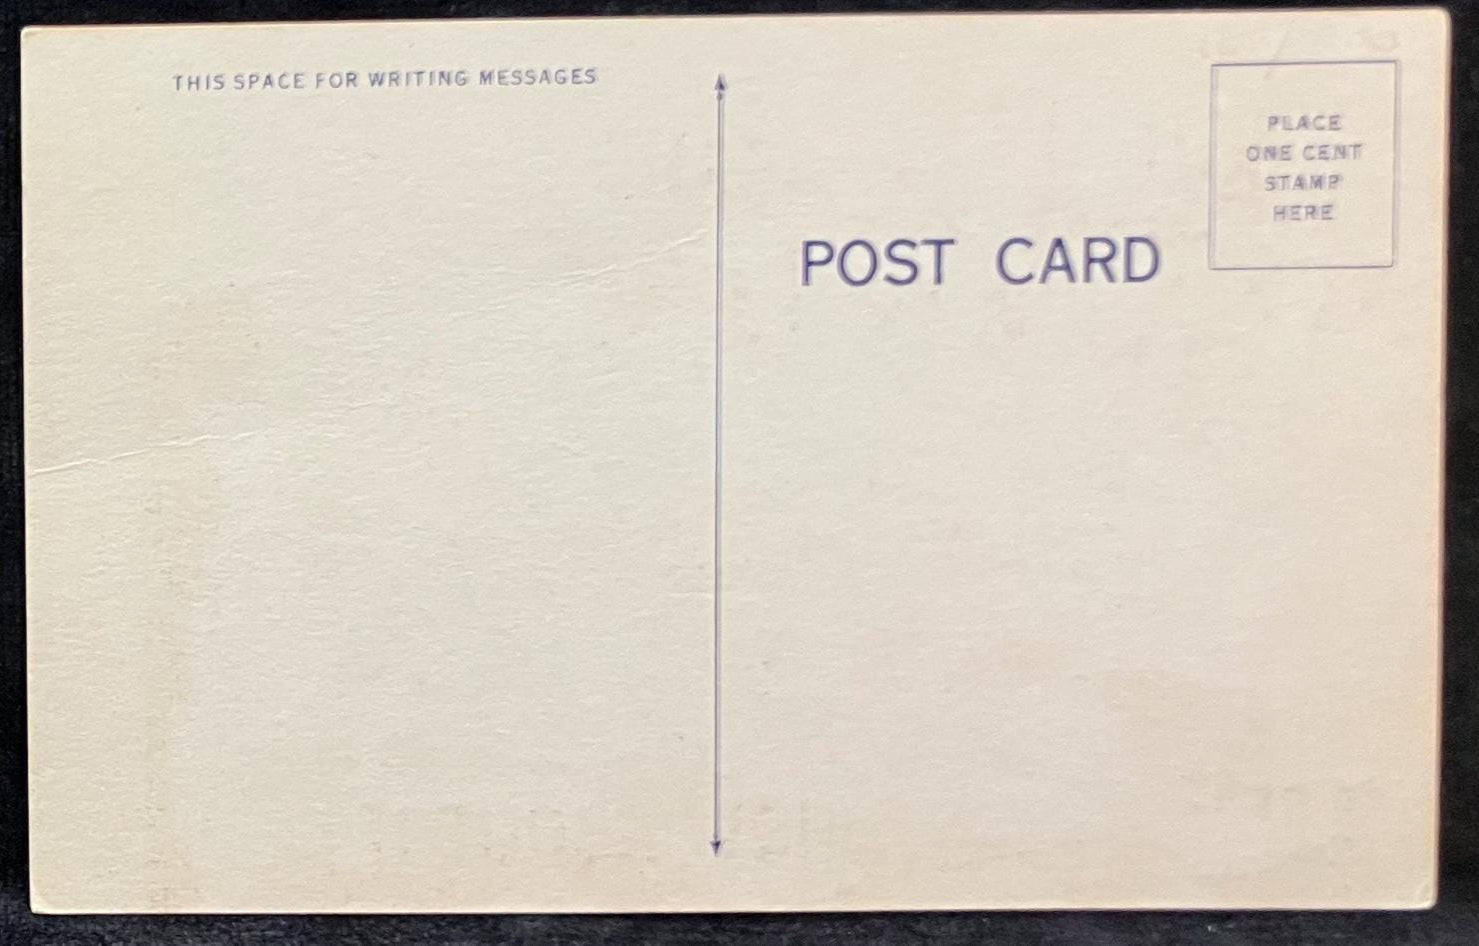 THIS SPACE FOR WRITING MESSAGES
PLACE
ONE CENT
STAMP
HERE
POST CARD